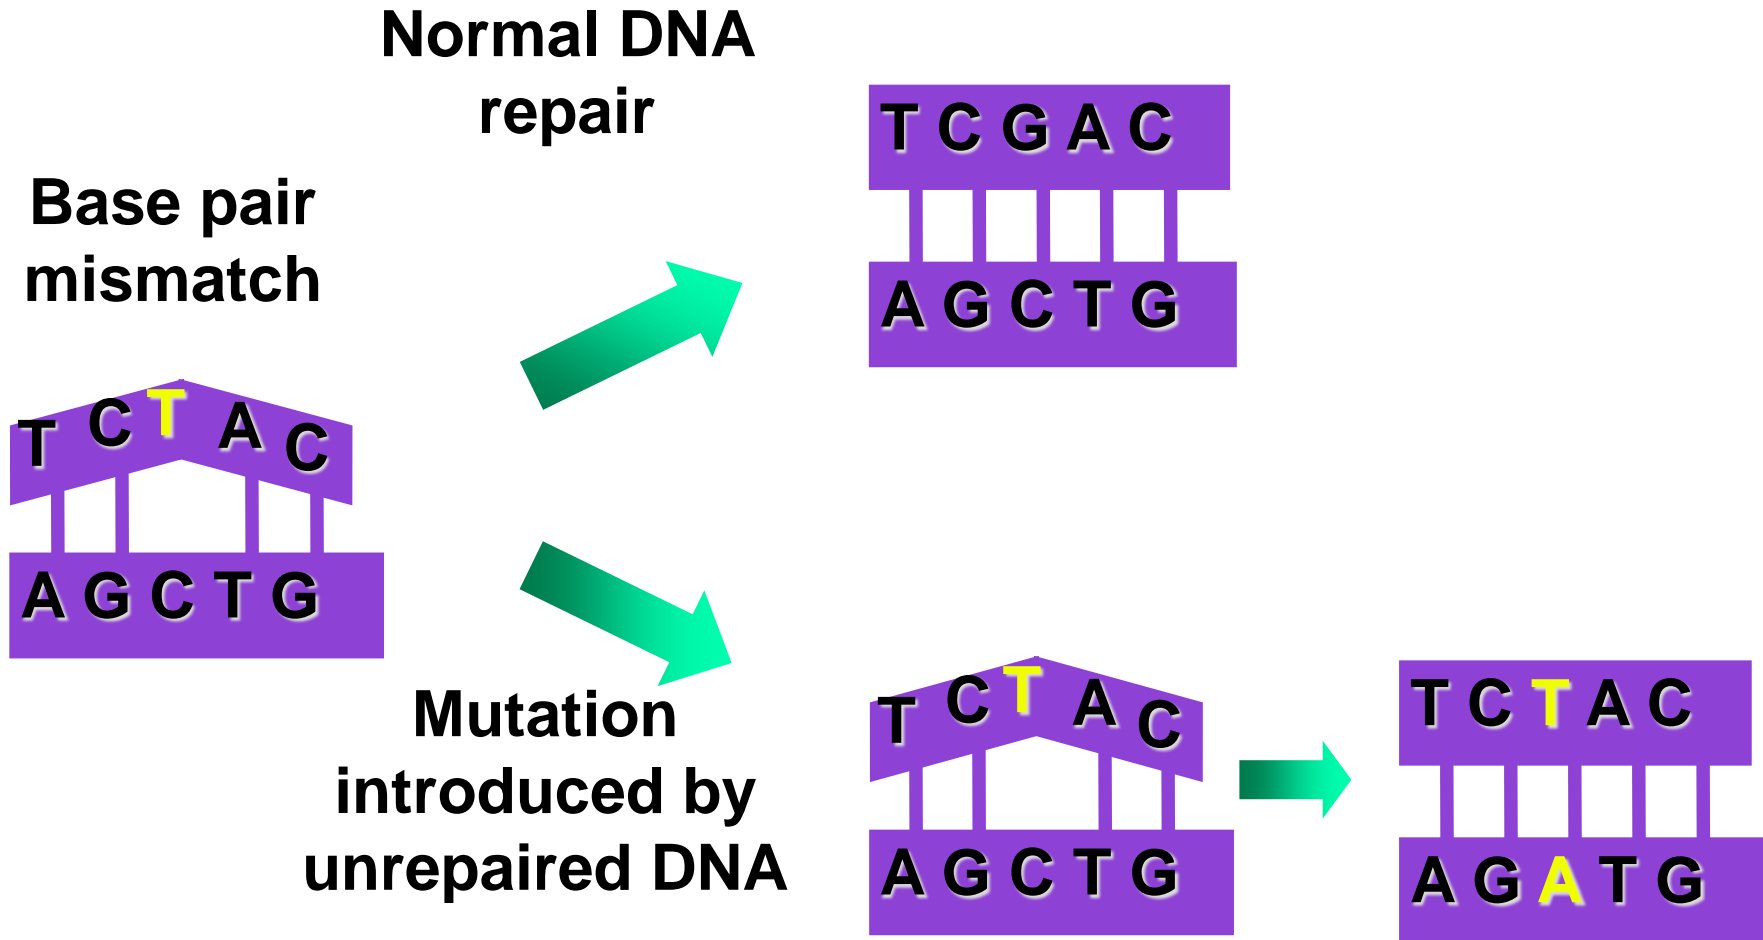 Normal DNA
repair
T C G A C
A G C T G
Base pair
mismatch
T C T A C
A G C T G
Mutation
introduced by
unrepaired DNA
T C T A C
A G C T G
T C T A C
A G A T G